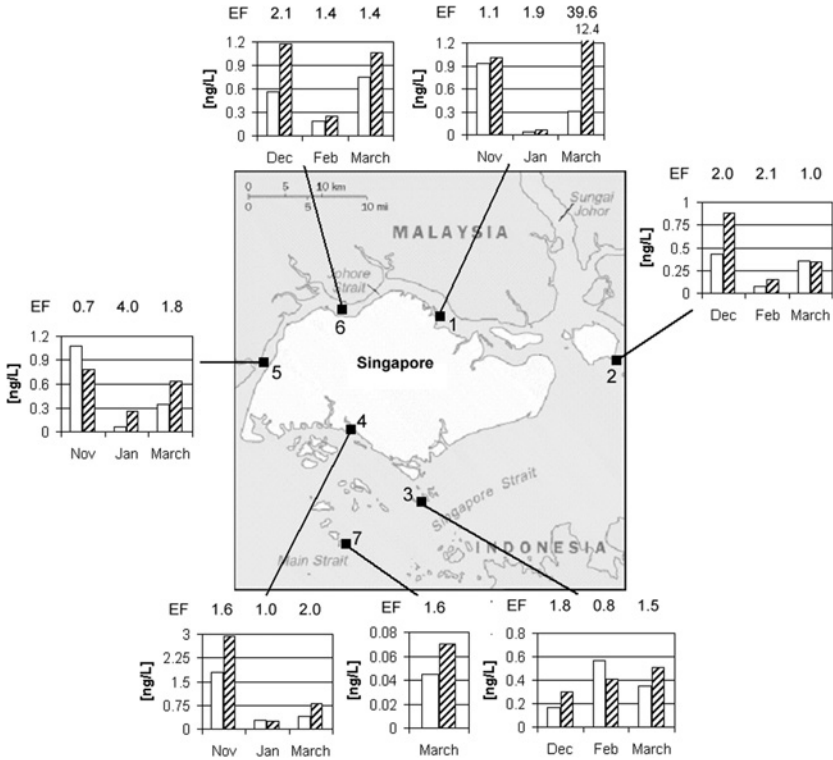 EF 2.1 1.4 1.4
1.2
0.9
0.6
0.3
0
[ng/L]
Dec Feb March
EF 1.1 1.9 39.6
12.4
1.2
0.9
0.6
0.3
0
[ng/L]
Nov Jan March
0 5 10 km
0 5 10 mi
Sungai
Johor
MALAYSIA
Johore
Strait
6
1
Singapore
2
5
4
3
7
Singapore Strait
INDONESIA
Main Strait
EF 2.0 2.1 1.0
1
0.75
0.5
0.25
0
[ng/L]
Dec Feb March
EF 0.7 4.0 1.8
1.2
0.9
0.6
0.3
0
[ng/L]
Nov Jan March
EF 1.6 1.0 2.0
3
2.25
1.5
0.75
0
[ng/L]
Nov Jan March
EF 1.6
0.08
0.06
0.04
0.02
0
[ng/L]
March
EF 1.8 0.8 1.5
0.8
0.6
0.4
0.2
0
[ng/L]
Dec Feb March